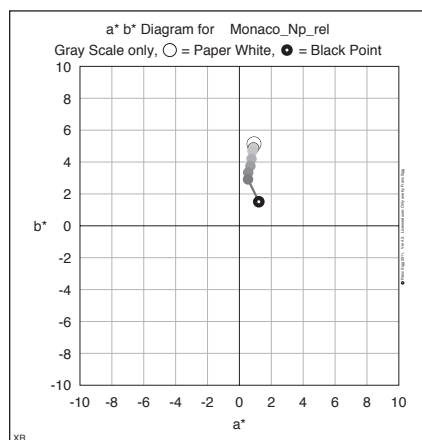 a* b* Diagram for Monaco_Np_rel
Gray Scale only, = Paper White, = Black Point
10
8
6
4
2
0
-2
-4
-6
-8
-10
b*
-10 -8 -6 -4 -2 0 2 4 6 8 10
a*
XR